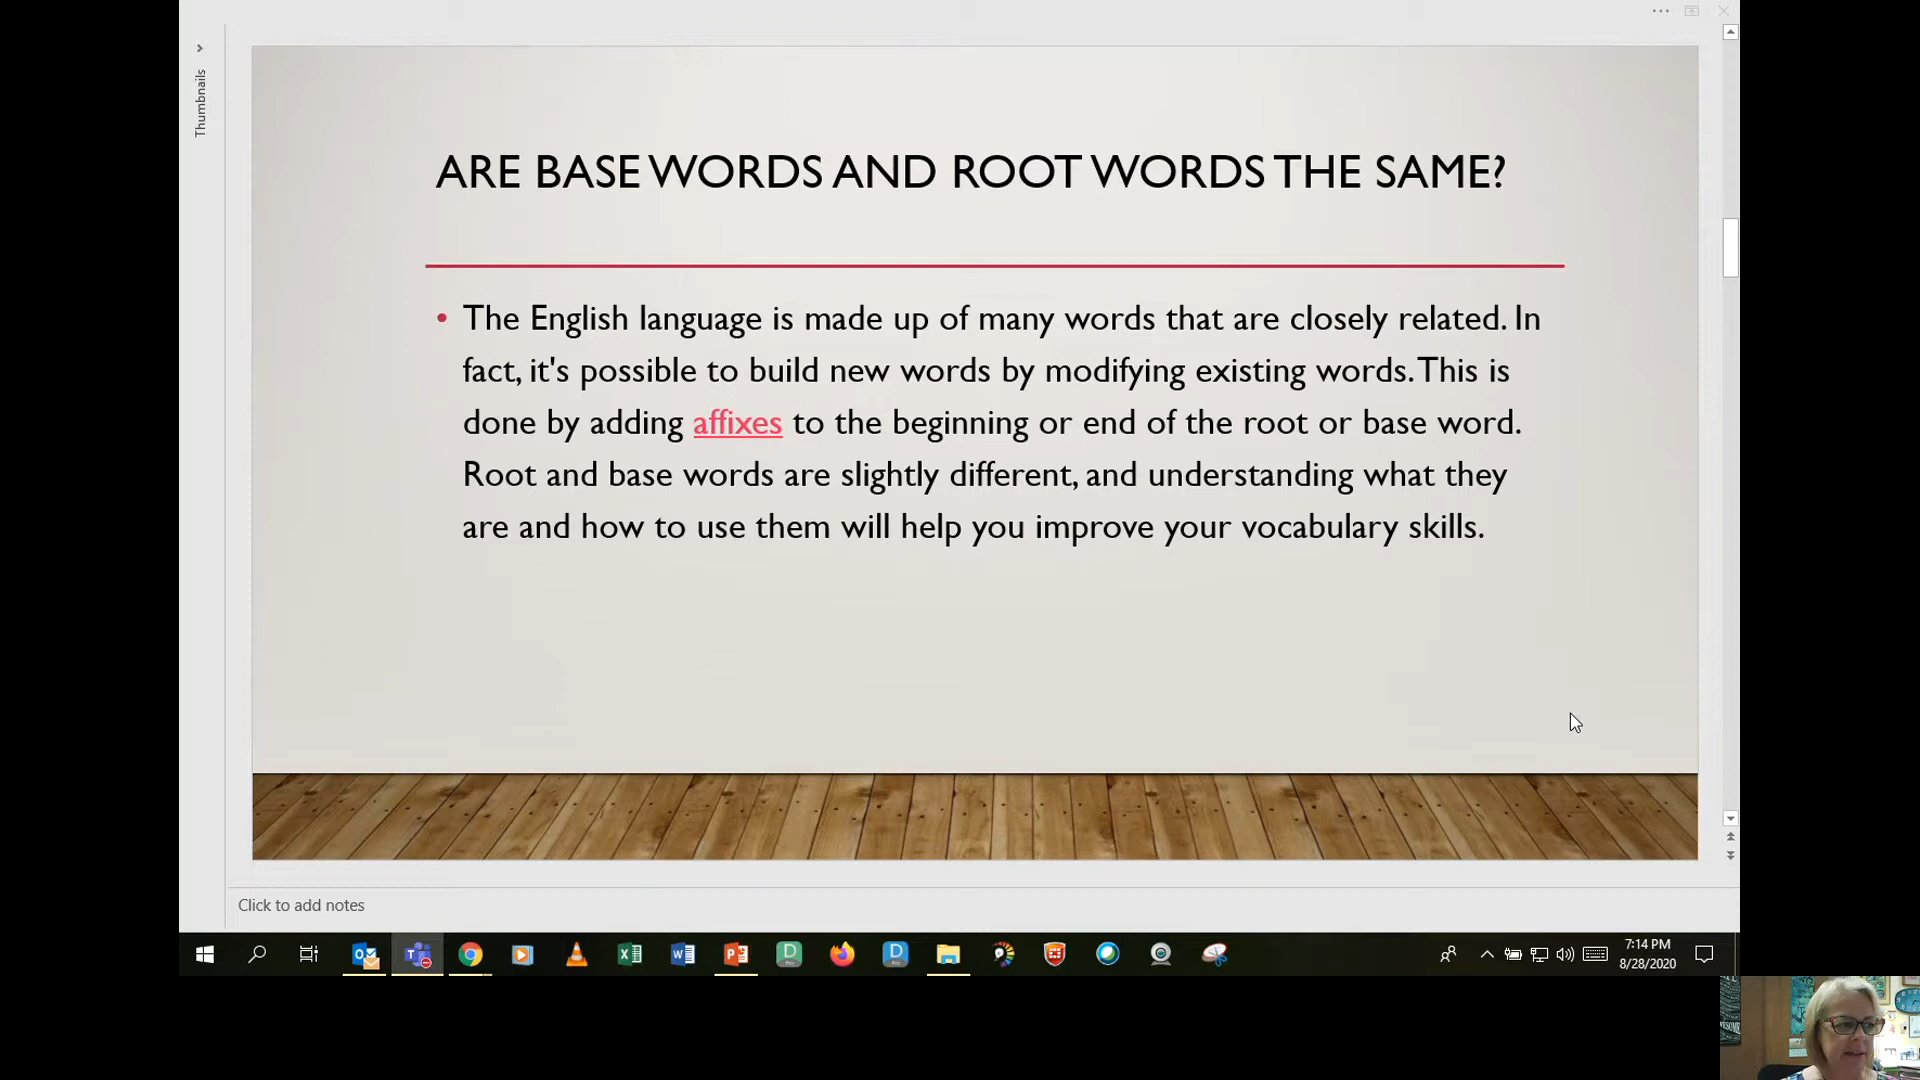 Thumbnails
ARE BASE WORDS AND ROOT WORDS THE SAME?
• The English language is made up of many words that are closely related. In
fact, it's possible to build new words by modifying existing words. This is
done by adding affixes to the beginning or end of the root or base word.
Root and base words are slightly different, and understanding what they
are and how to use them will help you improve your vocabulary skills.
Click to add notes
7:14 PM
8/28/2020